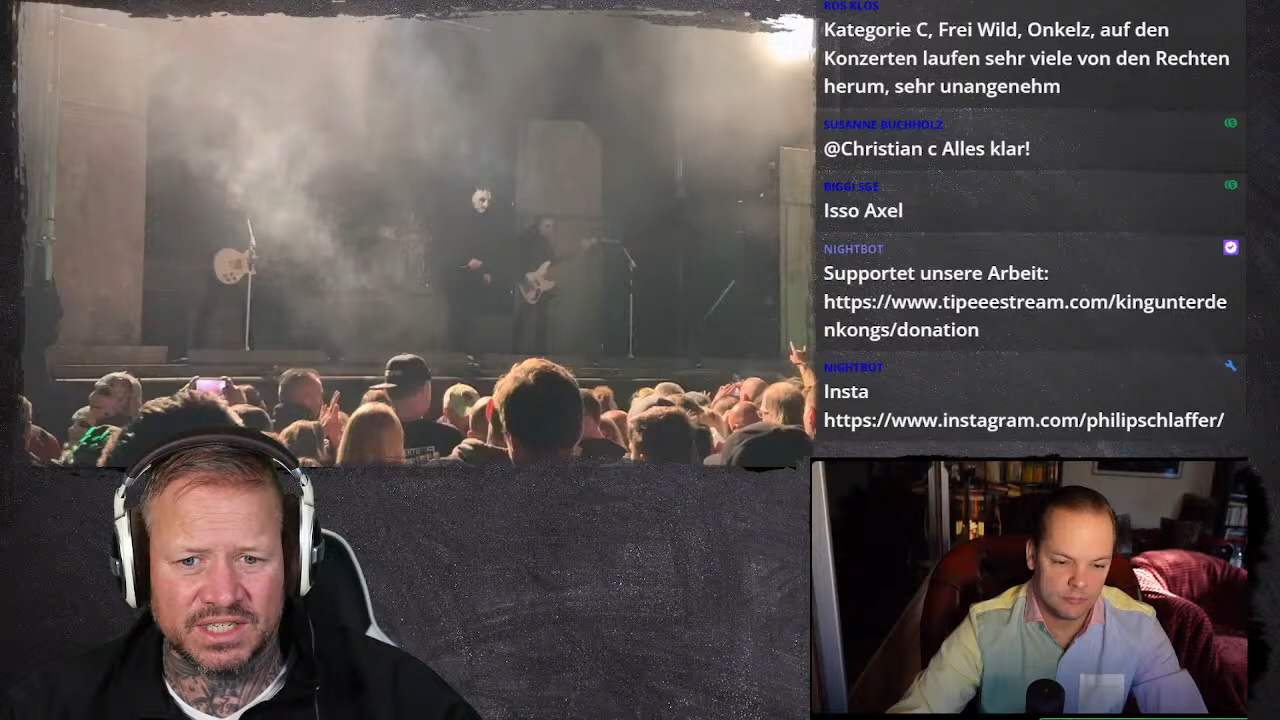 ROS KLOS
Kategorie C, Frei Wild, Onkelz, auf den
Konzerten laufen sehr viele von den Rechten
herum, sehr unangenehm
SUSANNE BUCHHOLZ
@Christian c Alles klar!
BIGGI SGE
Isso Axel
NIGHTBOT
Supportet unsere Arbeit:
https://www.tipeeestream.com/kingunterde
nkongs/donation
NIGHTBOT
Insta
https://www.instagram.com/philipschlaffer/